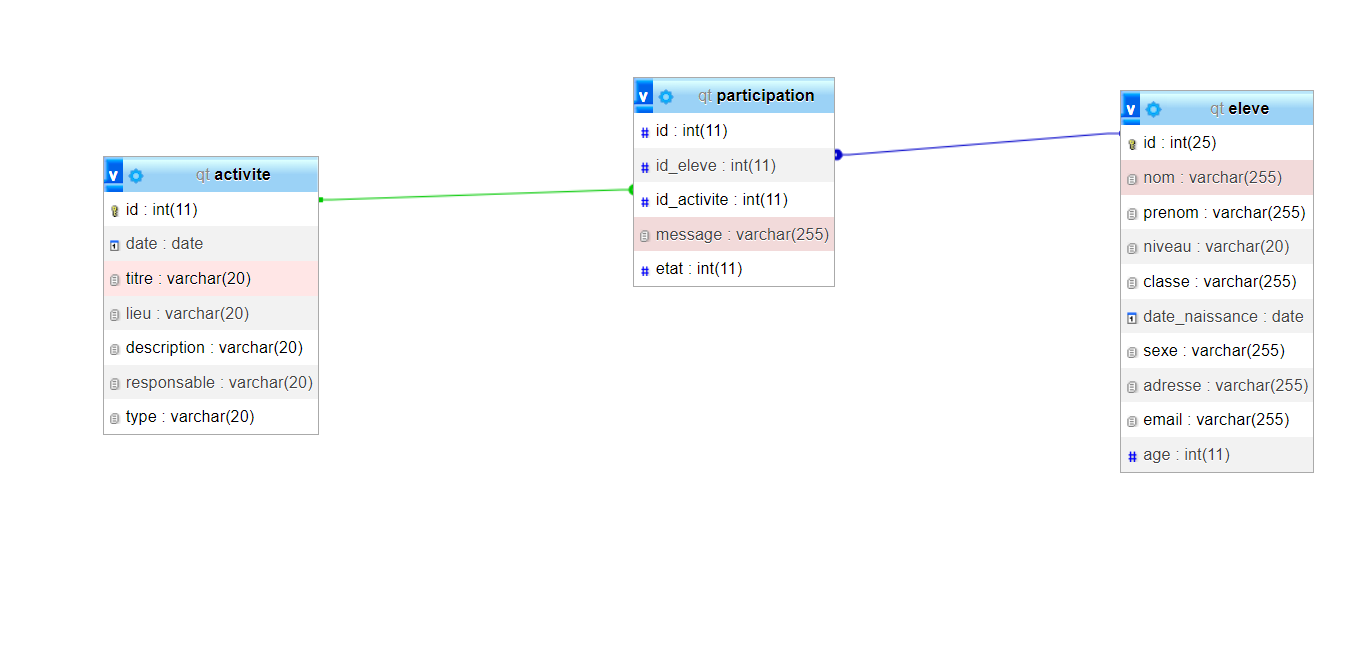 v qt activite
id : int(11)
date : date
titre : varchar(20)
lieu : varchar(20)
description : varchar(20)
responsable : varchar(20)
type : varchar(20)
v qt participation
# id : int(11)
# id_eleve : int(11)
# id_activite : int(11)
message : varchar(255)
# etat : int(11)
v qt eleve
id : int(25)
nom : varchar(255)
prenom : varchar(255)
niveau : varchar(20)
classe : varchar(255)
date_naissance : date
sexe : varchar(255)
adresse : varchar(255)
email : varchar(255)
# age : int(11)